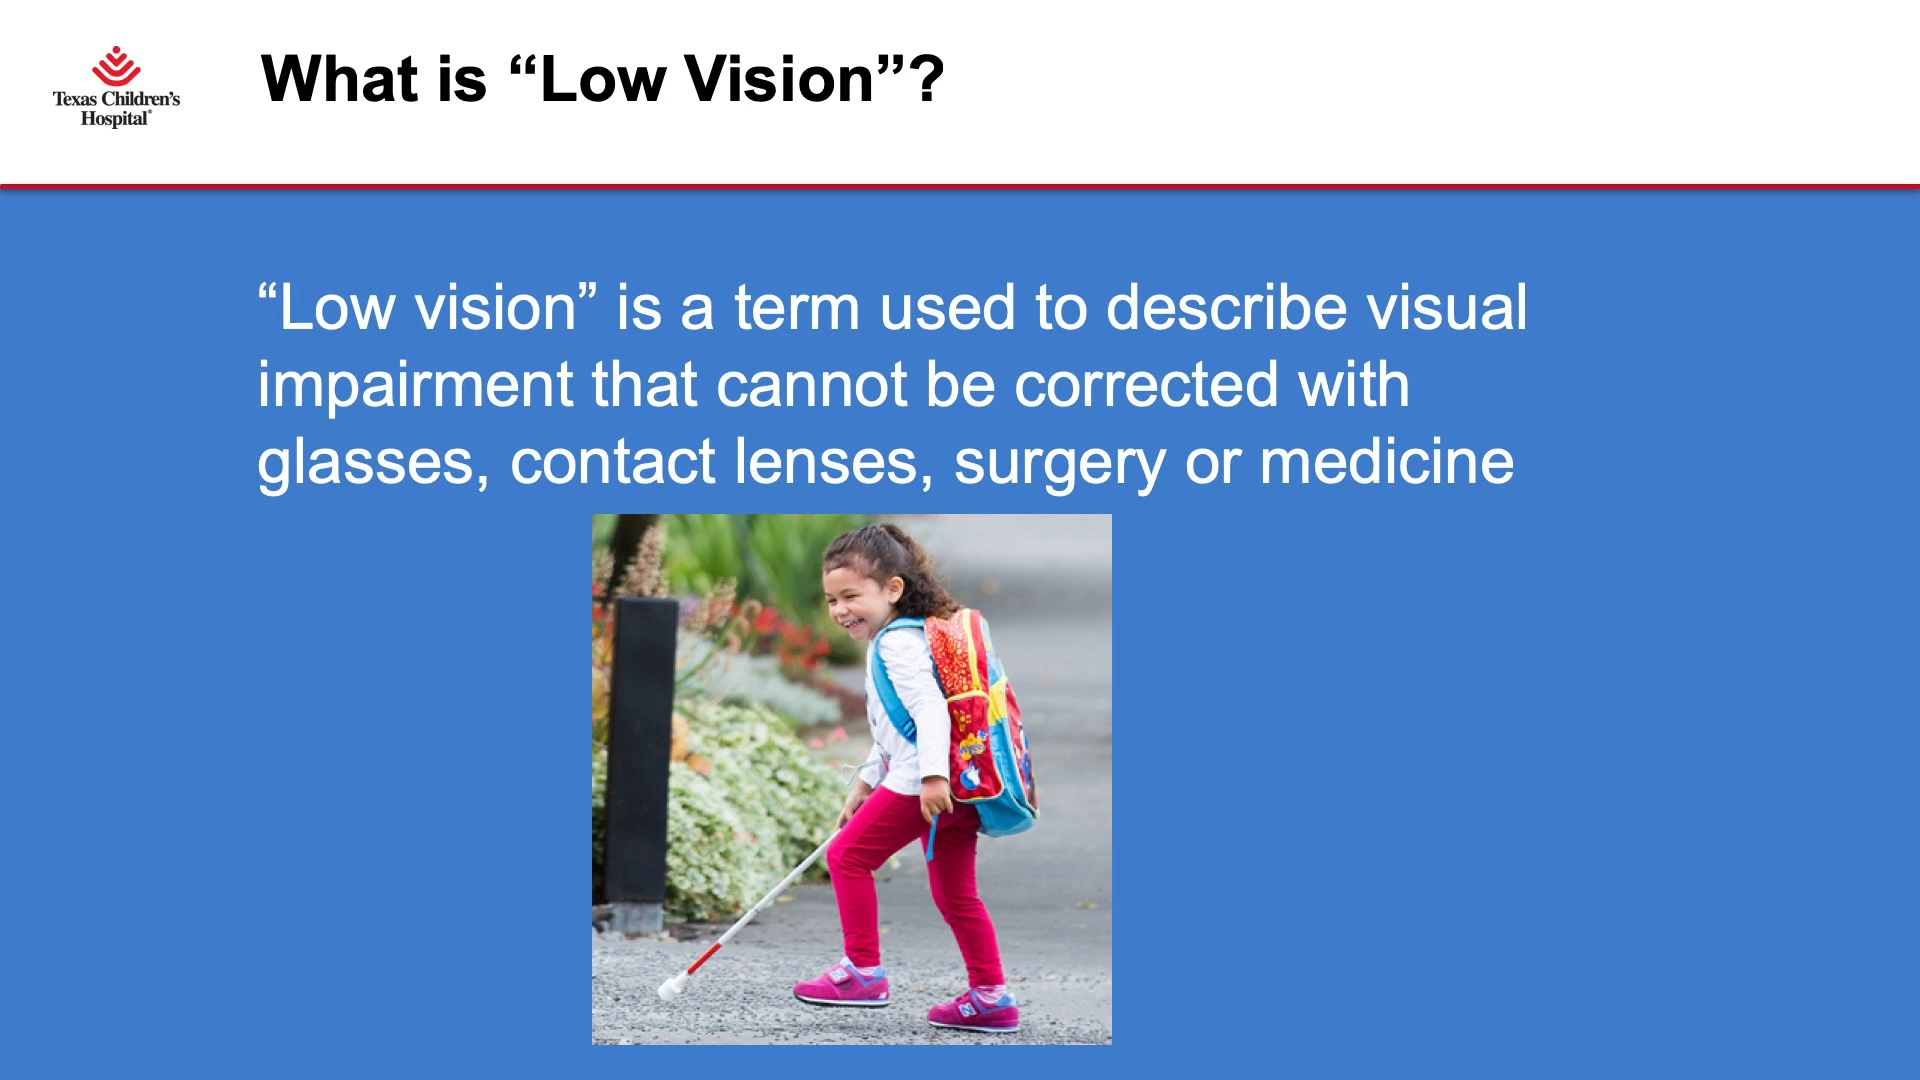 Texas Children's
Hospital®
What is “Low Vision”?
“Low vision” is a term used to describe visual
impairment that cannot be corrected with
glasses, contact lenses, surgery or medicine
N
N